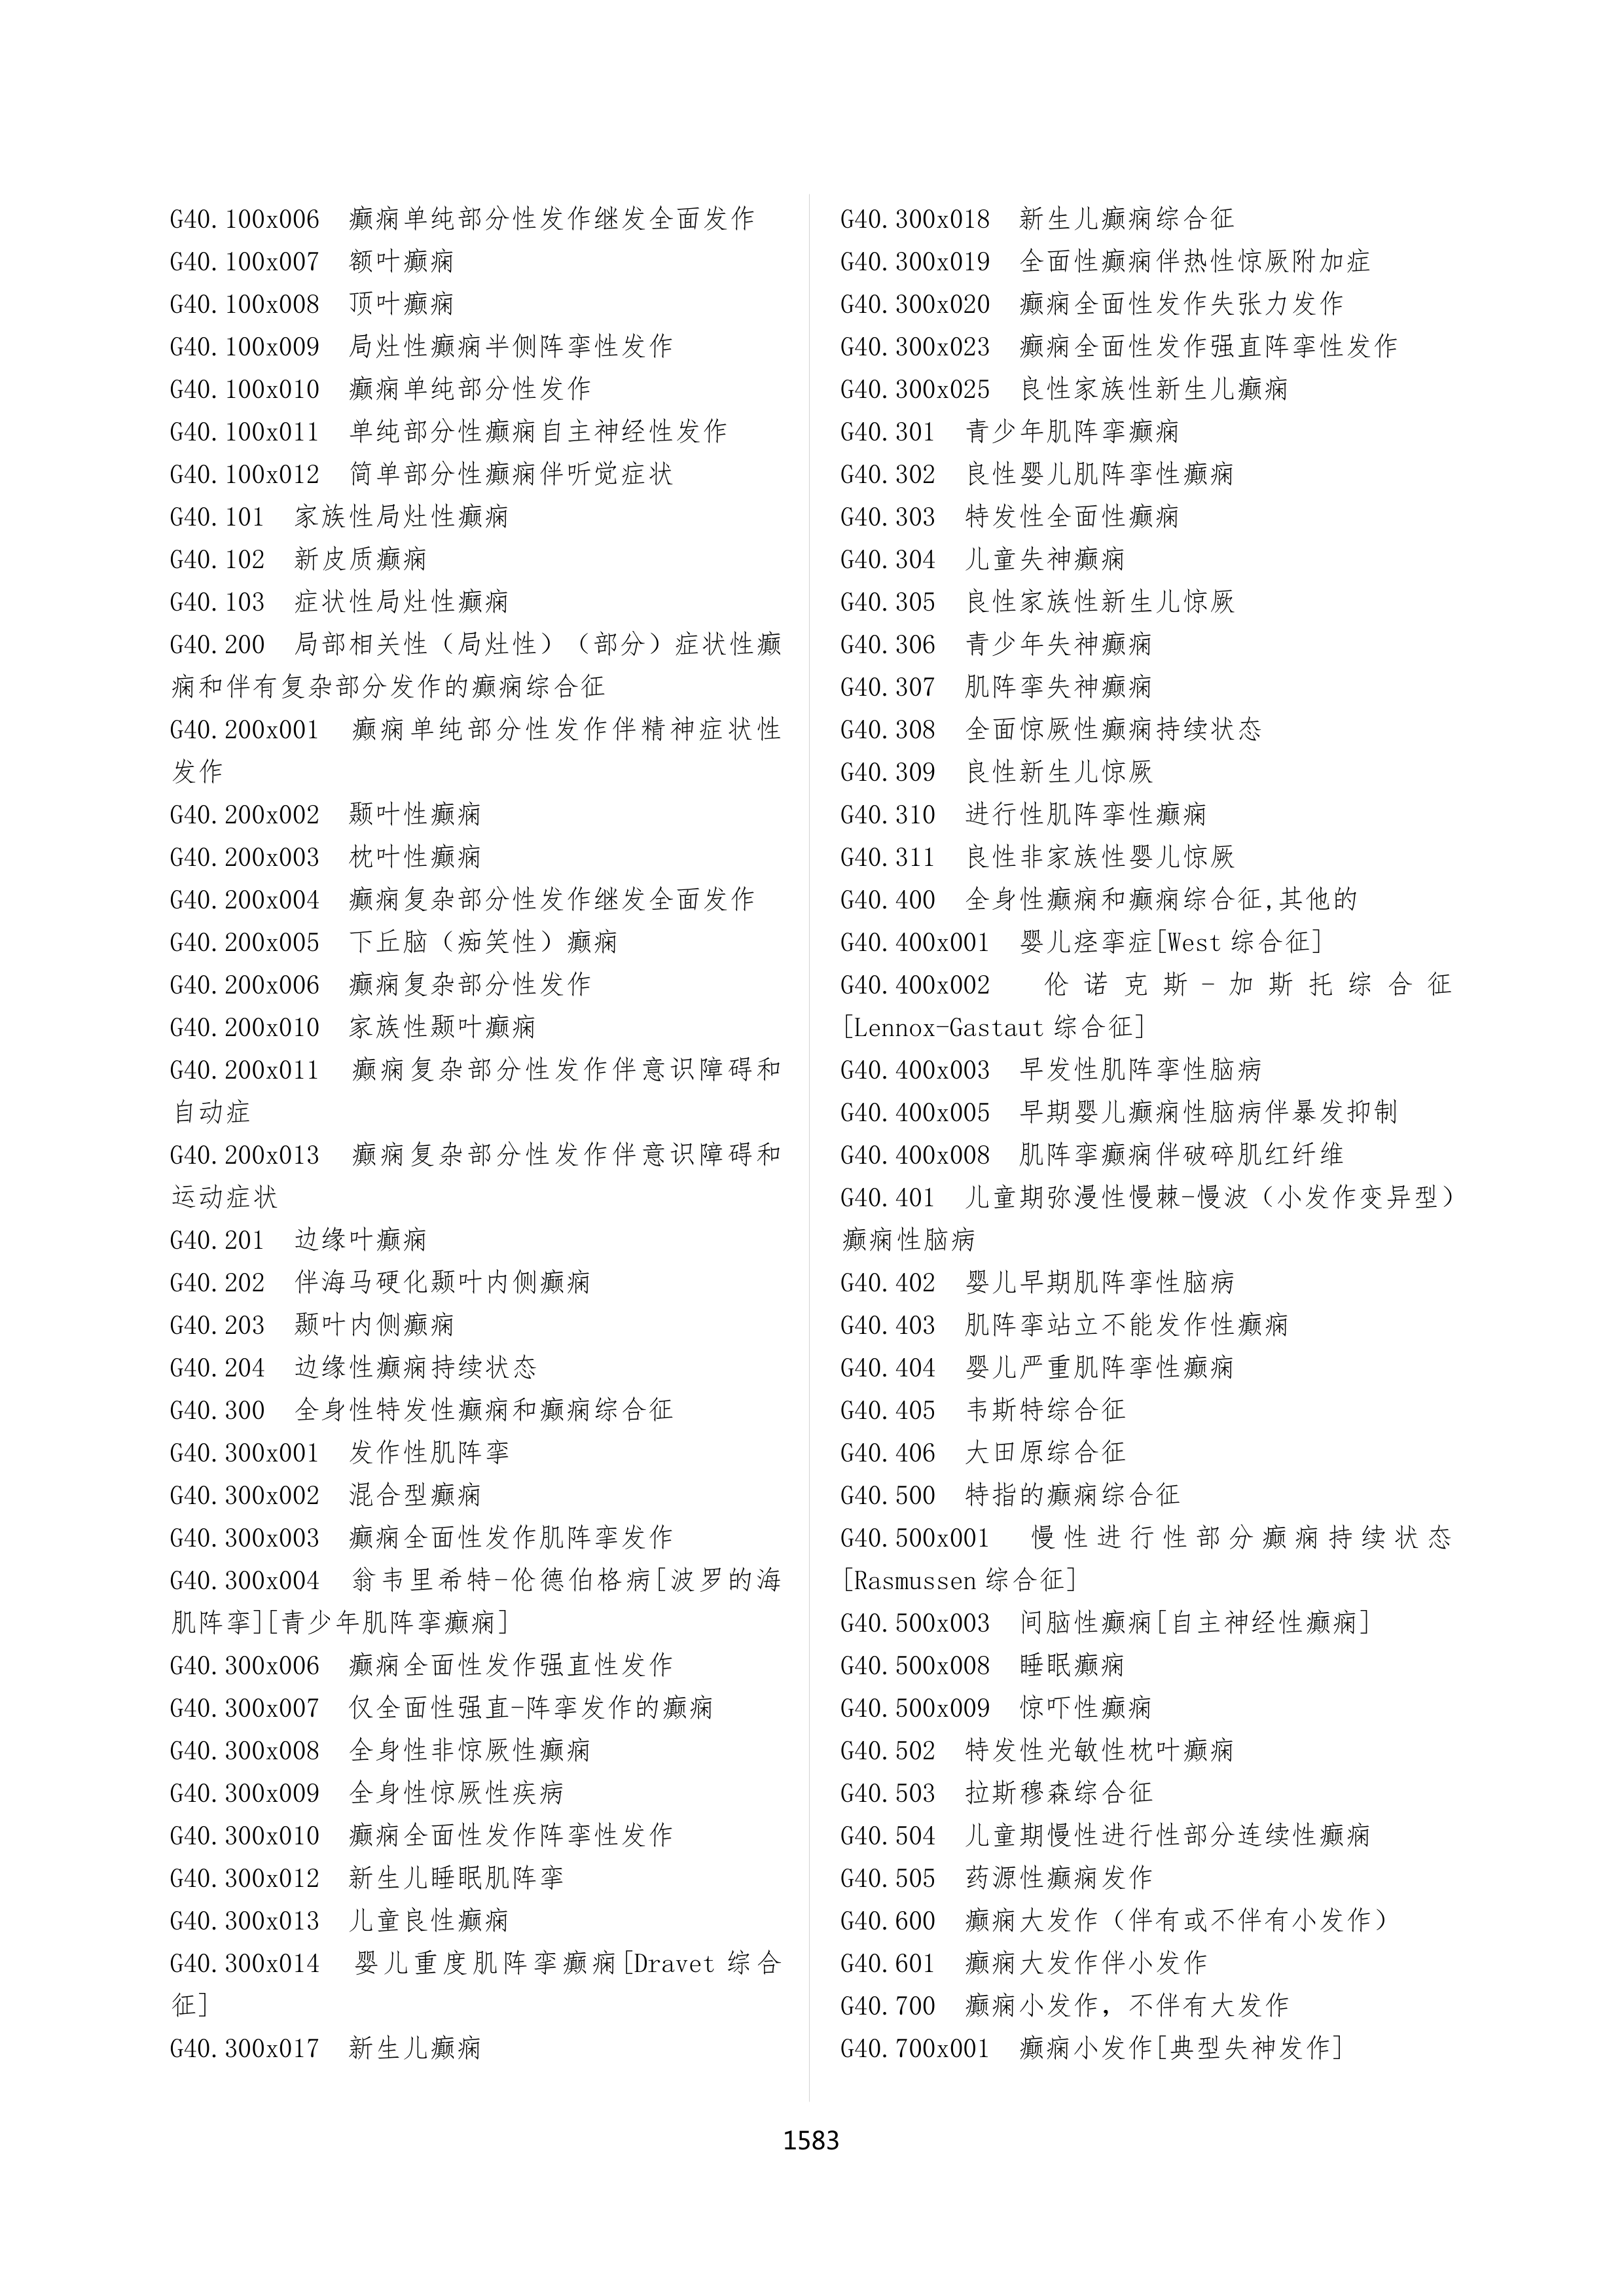 G40.100x006 癫痫单纯部分性发作继发全面发作
G40.100x007 额叶癫痫
G40.100x008 顶叶癫痫
G40.100x009 局灶性癫痫半侧阵挛性发作
G40.100x010 癫痫单纯部分性发作
G40.100x011 单纯部分性癫痫自主神经性发作
G40.100x012 简单部分性癫痫伴听觉症状
G40.101 家族性局灶性癫痫
G40.102 新皮质癫痫
G40.103 症状性局灶性癫痫
G40.200 局部相关性（局灶性）（部分）症状性癫
痫和伴有复杂部分发作的癫痫综合征
G40.200x001 癫痫单纯部分性发作伴精神症状性
发作
G40.200x002 颞叶性癫痫
G40.200x003 枕叶性癫痫
G40.200x004 癫痫复杂部分性发作继发全面发作
G40.200x005 下丘脑（痴笑性）癫痫
G40.200x006 癫痫复杂部分性发作
G40.200x010 家族性颞叶癫痫
G40.200x011 癫痫复杂部分性发作伴意识障碍和
自动症
G40.200x013 癫痫复杂部分性发作伴意识障碍和
运动症状
G40.201 边缘叶癫痫
G40.202 伴海马硬化颞叶内侧癫痫
G40.203 颞叶内侧癫痫
G40.204 边缘性癫痫持续状态
G40.300 全身性特发性癫痫和癫痫综合征
G40.300x001 发作性肌阵挛
G40.300x002 混合型癫痫
G40.300x003 癫痫全面性发作肌阵挛发作
G40.300x004 翁韦里希特-伦德伯格病[波罗的海
肌阵挛][青少年肌阵挛癫痫]
G40.300x006 癫痫全面性发作强直性发作
G40.300x007 仅全面性强直-阵挛发作的癫痫
G40.300x008 全身性非惊厥性癫痫
G40.300x009 全身性惊厥性疾病
G40.300x010 癫痫全面性发作阵挛性发作
G40.300x012 新生儿睡眠肌阵挛
G40.300x013 儿童良性癫痫
G40.300x014 婴儿重度肌阵挛癫痫[Dravet 综合
征]
G40.300x017 新生儿癫痫
G40.300x018 新生儿癫痫综合征
G40.300x019 全面性癫痫伴热性惊厥附加症
G40.300x020 癫痫全面性发作失张力发作
G40.300x023 癫痫全面性发作强直阵挛性发作
G40.300x025 良性家族性新生儿癫痫
G40.301 青少年肌阵挛癫痫
G40.302 良性婴儿肌阵挛性癫痫
G40.303 特发性全面性癫痫
G40.304 儿童失神癫痫
G40.305 良性家族性新生儿惊厥
G40.306 青少年失神癫痫
G40.307 肌阵挛失神癫痫
G40.308 全面惊厥性癫痫持续状态
G40.309 良性新生儿惊厥
G40.310 进行性肌阵挛性癫痫
G40.311 良性非家族性婴儿惊厥
G40.400 全身性癫痫和癫痫综合征,其他的
G40.400x001 婴儿痉挛症[West 综合征]
G40.400x002 伦诺克斯-加斯托综合征
[Lennox-Gastaut 综合征]
G40.400x003 早发性肌阵挛性脑病
G40.400x005 早期婴儿癫痫性脑病伴暴发抑制
G40.400x008 肌阵挛癫痫伴破碎肌红纤维
G40.401 儿童期弥漫性慢棘-慢波（小发作变异型）
癫痫性脑病
G40.402 婴儿早期肌阵挛性脑病
G40.403 肌阵挛站立不能发作性癫痫
G40.404 婴儿严重肌阵挛性癫痫
G40.405 韦斯特综合征
G40.406 大田原综合征
G40.500 特指的癫痫综合征
G40.500x001 慢性进行性部分癫痫持续状态
[Rasmussen 综合征]
G40.500x003 间脑性癫痫[自主神经性癫痫]
G40.500x008 睡眠癫痫
G40.500x009 惊吓性癫痫
G40.502 特发性光敏性枕叶癫痫
G40.503 拉斯穆森综合征
G40.504 儿童期慢性进行性部分连续性癫痫
G40.505 药源性癫痫发作
G40.600 癫痫大发作（伴有或不伴有小发作）
G40.601 癫痫大发作伴小发作
G40.700 癫痫小发作，不伴有大发作
G40.700x001 癫痫小发作[典型失神发作]
1583